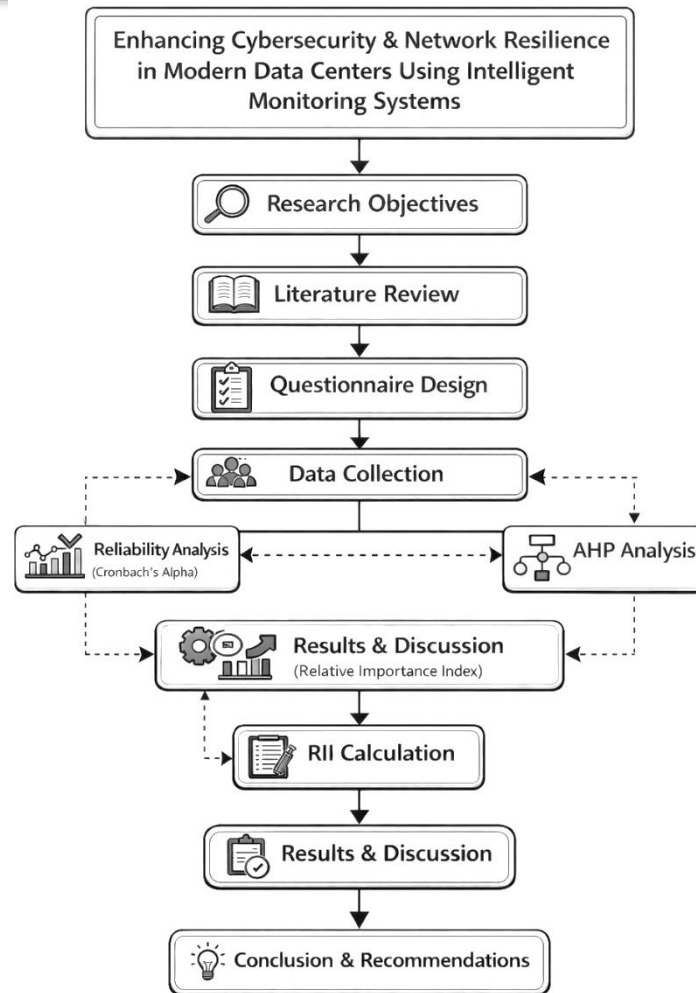 Enhancing Cybersecurity & Network Resilience
in Modern Data Centers Using Intelligent
Monitoring Systems
Research Objectives
Literature Review
Questionnaire Design
Data Collection
Reliability Analysis
(Cronbach's Alpha)
AHP Analysis
Results & Discussion
(Relative Importance Index)
RII Calculation
Results & Discussion
Conclusion & Recommendations